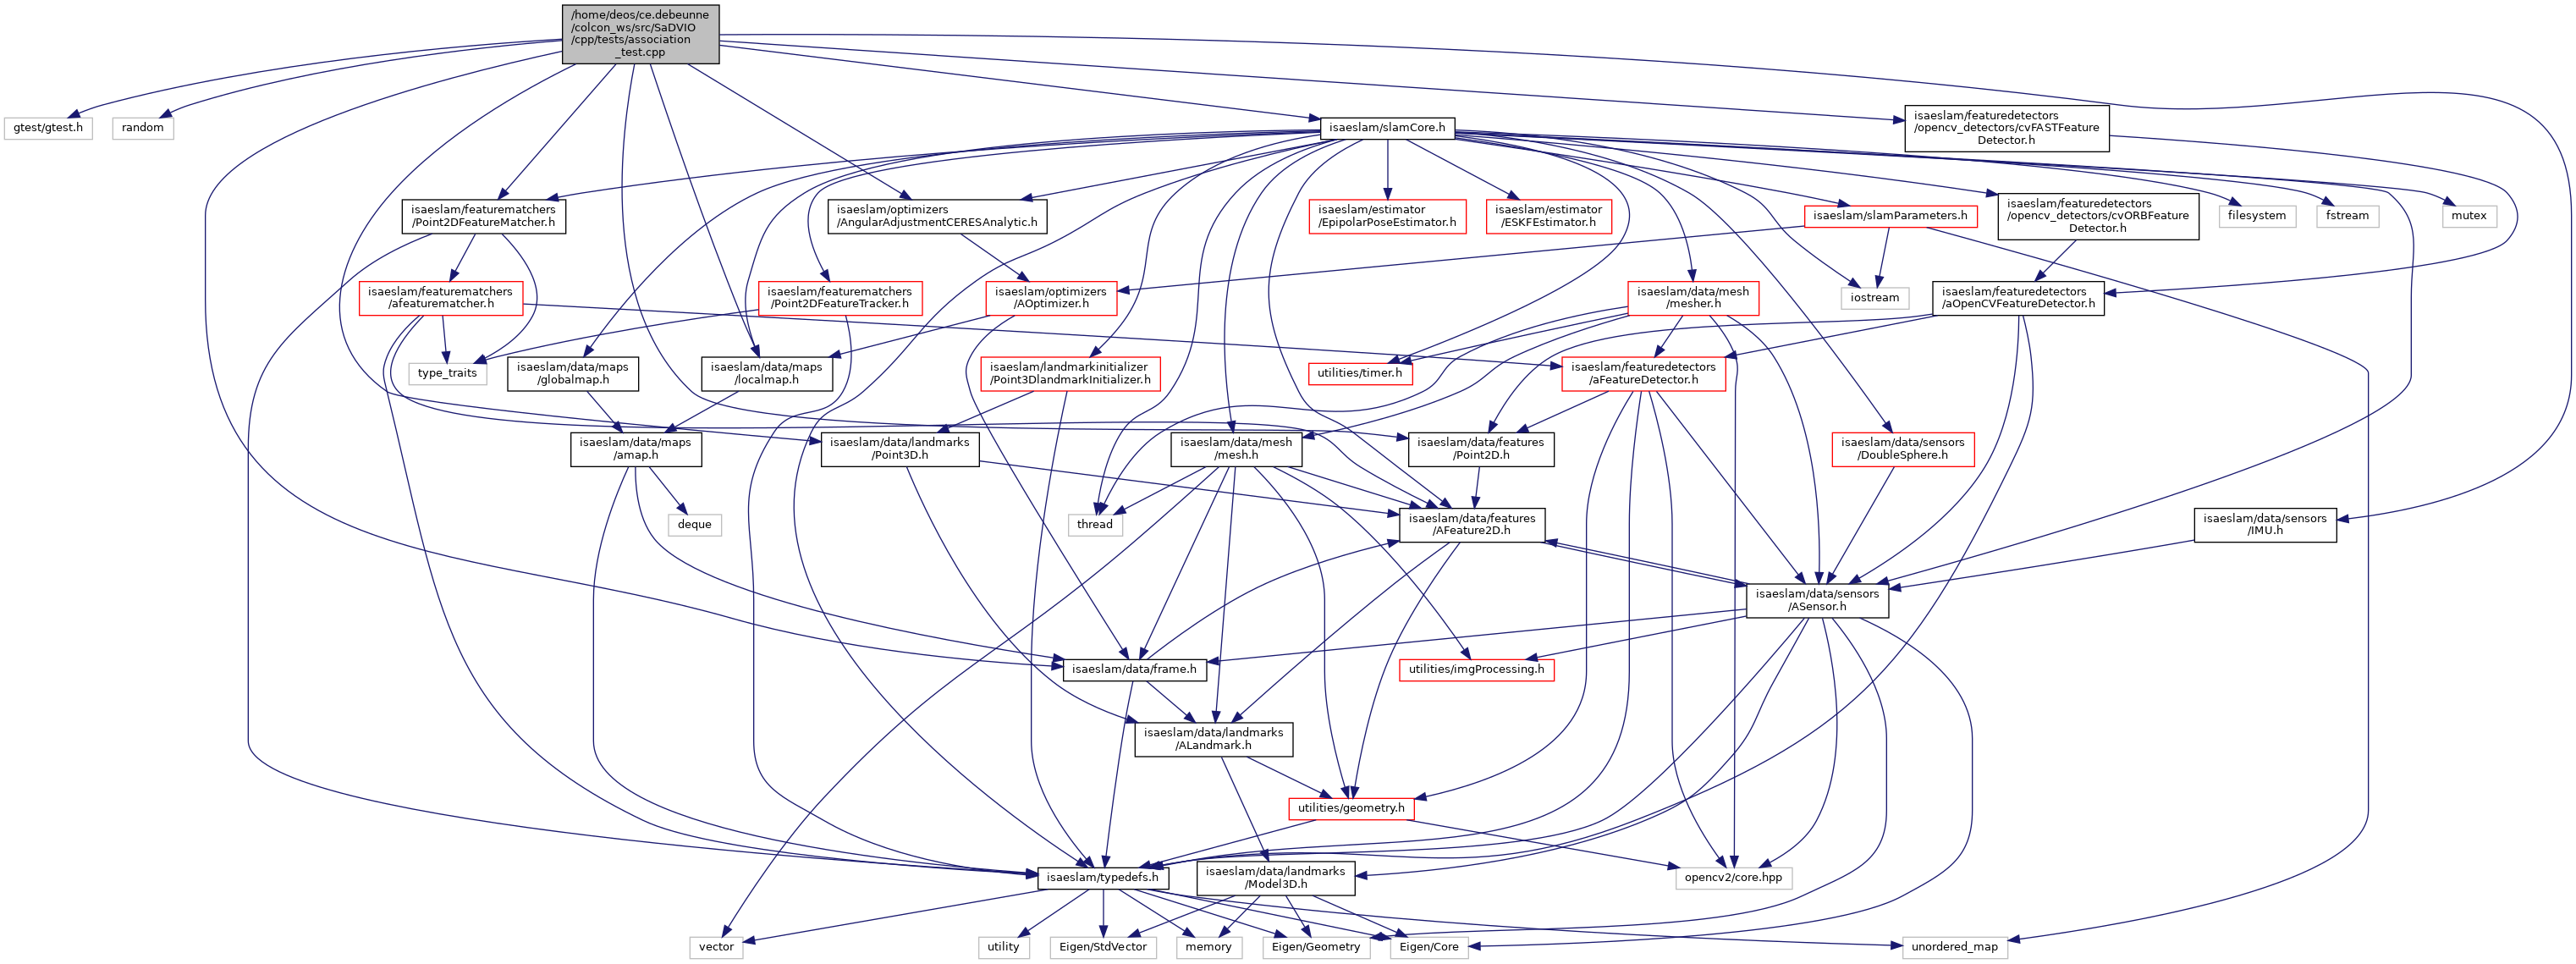 /home/deos/ce.debeunne
/colcon_ws/src/SaDVIO
/cpp/tests/association
_test.cpp
gtest/gtest.h
random
isaeslam/slamCore.h
isaeslam/featuredetectors
/opencv_detectors/cvFASTFeature
Detector.h
isaeslam/featurematchers
/Point2DFeatureMatcher.h
isaeslam/optimizers
/AngularAdjustmentCERESAnalytic.h
isaeslam/estimator
/EpipolarPoseEstimator.h
isaeslam/estimator
/ESKFEstimator.h
isaeslam/slamParameters.h
isaeslam/featuredetectors
/opencv_detectors/cvORBFeature
Detector.h
filesystem
fstream
mutex
isaeslam/featurematchers
/afeaturematcher.h
isaeslam/featurematchers
/Point2DFeatureTracker.h
isaeslam/optimizers
/AOptimizer.h
isaeslam/data/mesh
/mesher.h
iostream
isaeslam/featuredetectors
/aOpenCVFeatureDetector.h
type_traits
isaeslam/data/maps
/globalmap.h
isaeslam/data/maps
/localmap.h
isaeslam/landmarkinitializer
/Point3DlandmarkInitializer.h
utilities/timer.h
isaeslam/featuredetectors
/aFeatureDetector.h
isaeslam/data/maps
/amap.h
isaeslam/data/landmarks
/Point3D.h
isaeslam/data/mesh
/mesh.h
isaeslam/data/features
/Point2D.h
isaeslam/data/sensors
/DoubleSphere.h
deque
thread
isaeslam/data/features
/AFeature2D.h
isaeslam/data/sensors
/IMU.h
isaeslam/data/sensors
/ASensor.h
isaeslam/data/frame.h
utilities/imgProcessing.h
isaeslam/data/landmarks
/ALandmark.h
utilities/geometry.h
isaeslam/typedefs.h
isaeslam/data/landmarks
/Model3D.h
opencv2/core.hpp
vector
utility
Eigen/StdVector
memory
Eigen/Geometry
Eigen/Core
unordered_map